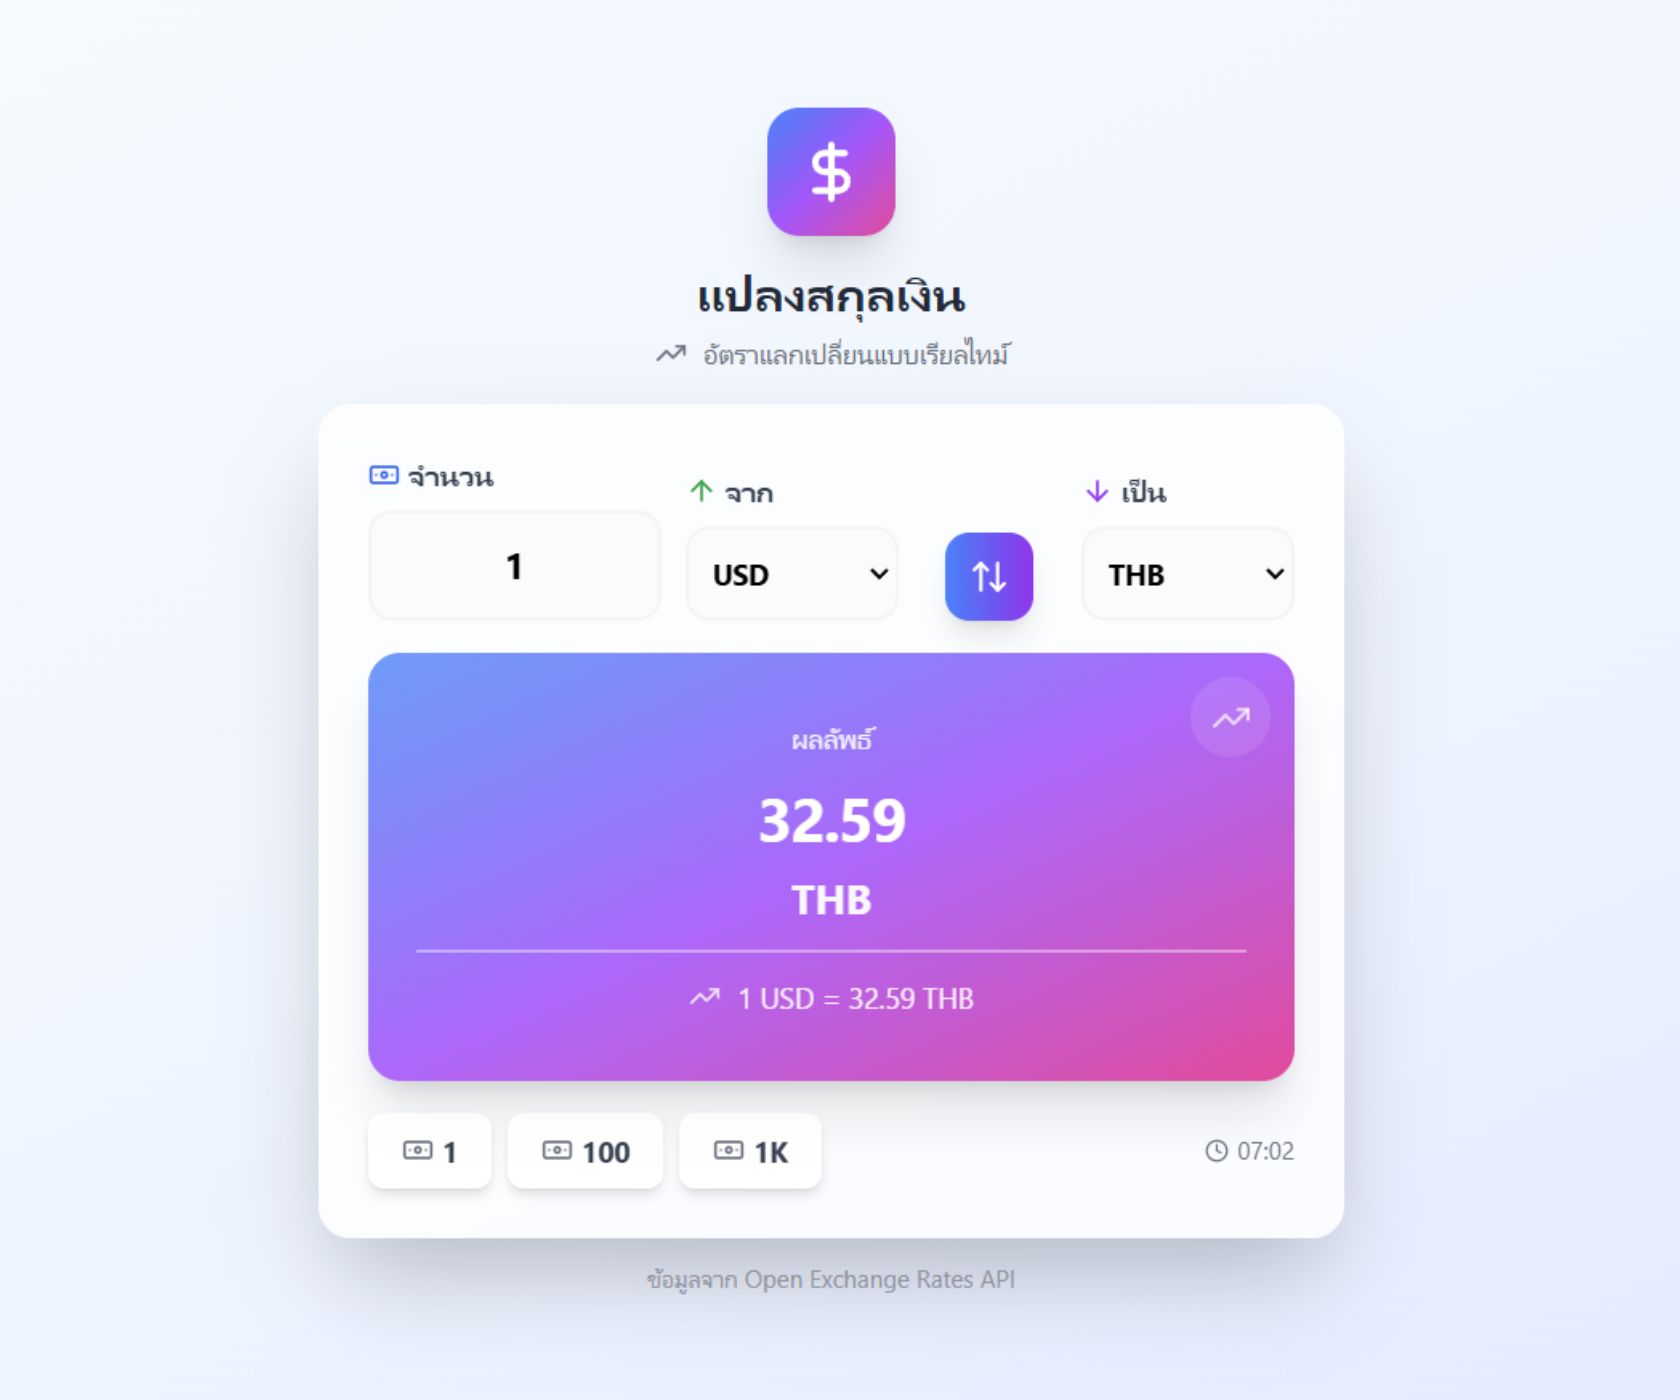 $
แปลงสกุลเงิน
อัตราแลกเปลี่ยนแบบเรียลไทม์
จำนวน
จาก
เป็น
1
USD
THB
ผลลัพธ์
32.59
THB
1 USD = 32.59 THB
1
100
1K
07:02
ข้อมูลจาก Open Exchange Rates API